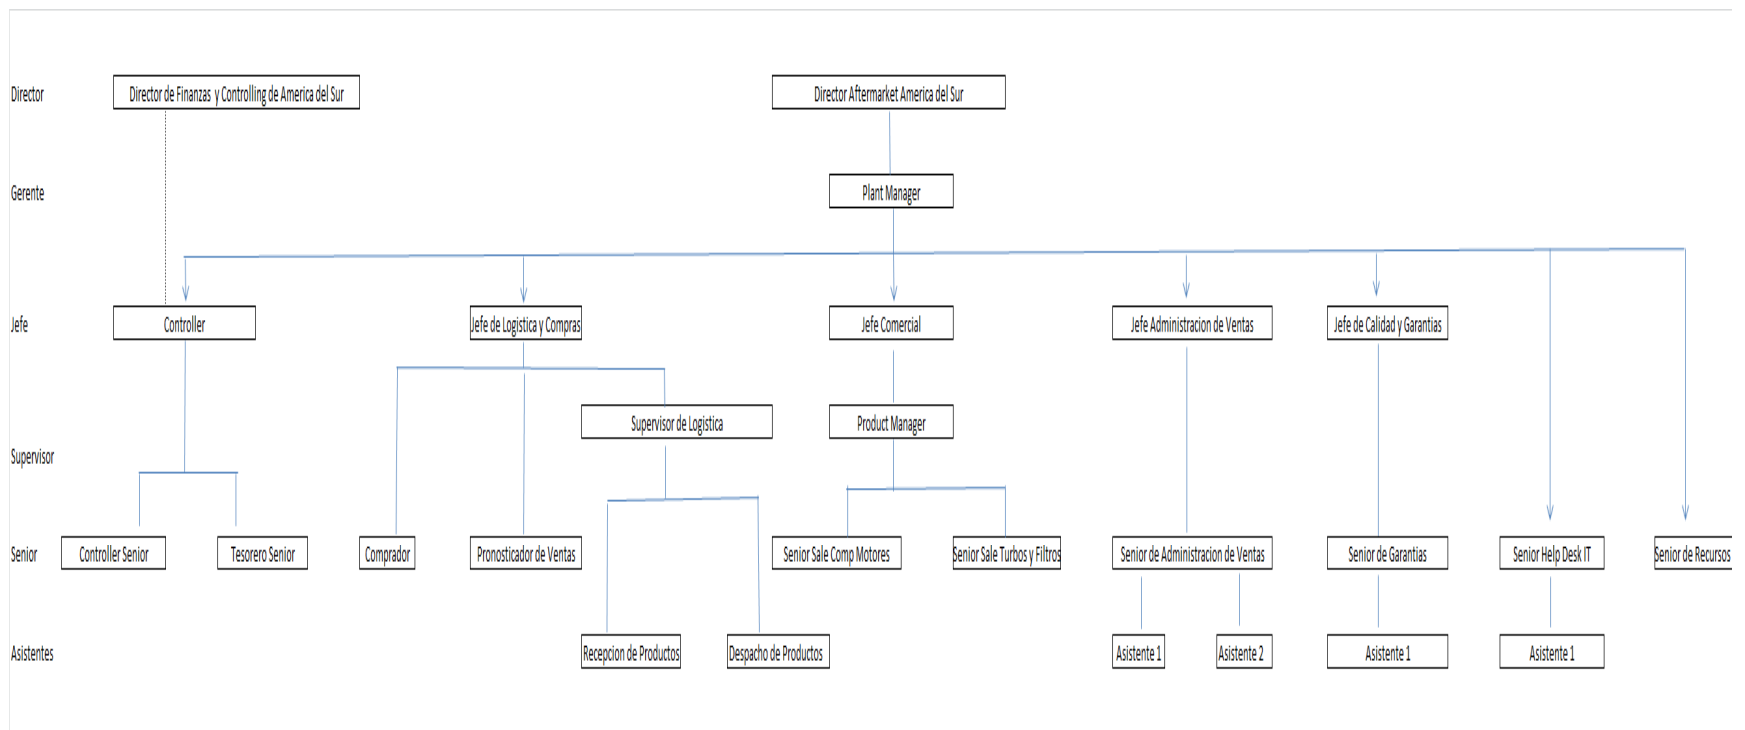 Director
Director de Finanzas y Controlling de America del Sur
Director Aftermarket America del Sur
Gerente
Plant Manager
Jefe
Controller
Jefe de Logistica y Compras
Jefe Comercial
Jefe Administracion de Ventas
Jefe de Calidad y Garantias
Supervisor de Logistica
Product Manager
Supervisor
Senior
Controller Senior
Tesorero Senior
Comprador
Pronosticador de Ventas
Senior Sale Comp Motores
Senior Sale Turbos y Filtros
Senior de Administracion de Ventas
Senior de Garantias
Senior Help Desk IT
Senior de Recursos
Asistentes
Recepcion de Productos
Despacho de Productos
Asistente 1
Asistente 2
Asistente 1
Asistente 1